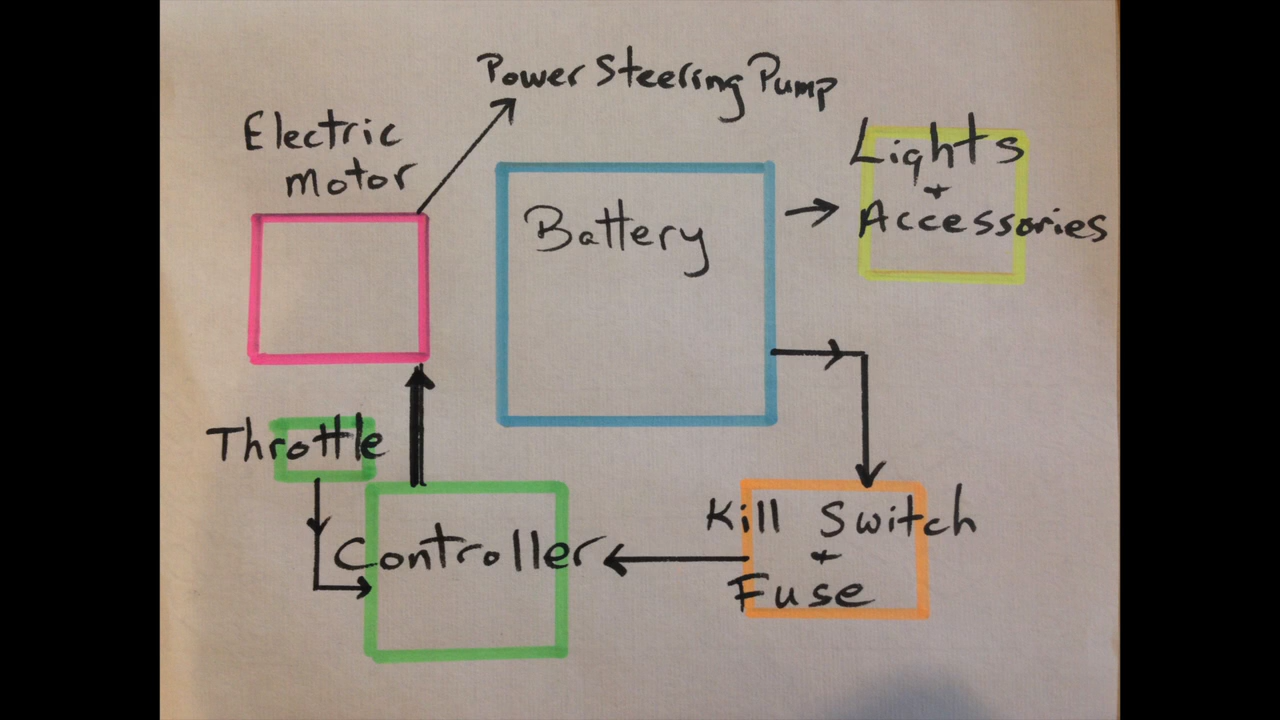 Power Steering Pump
Electric
motor
Lights
+
Accessories
Battery
Throttle
Controller
Kill Switch
+
Fuse